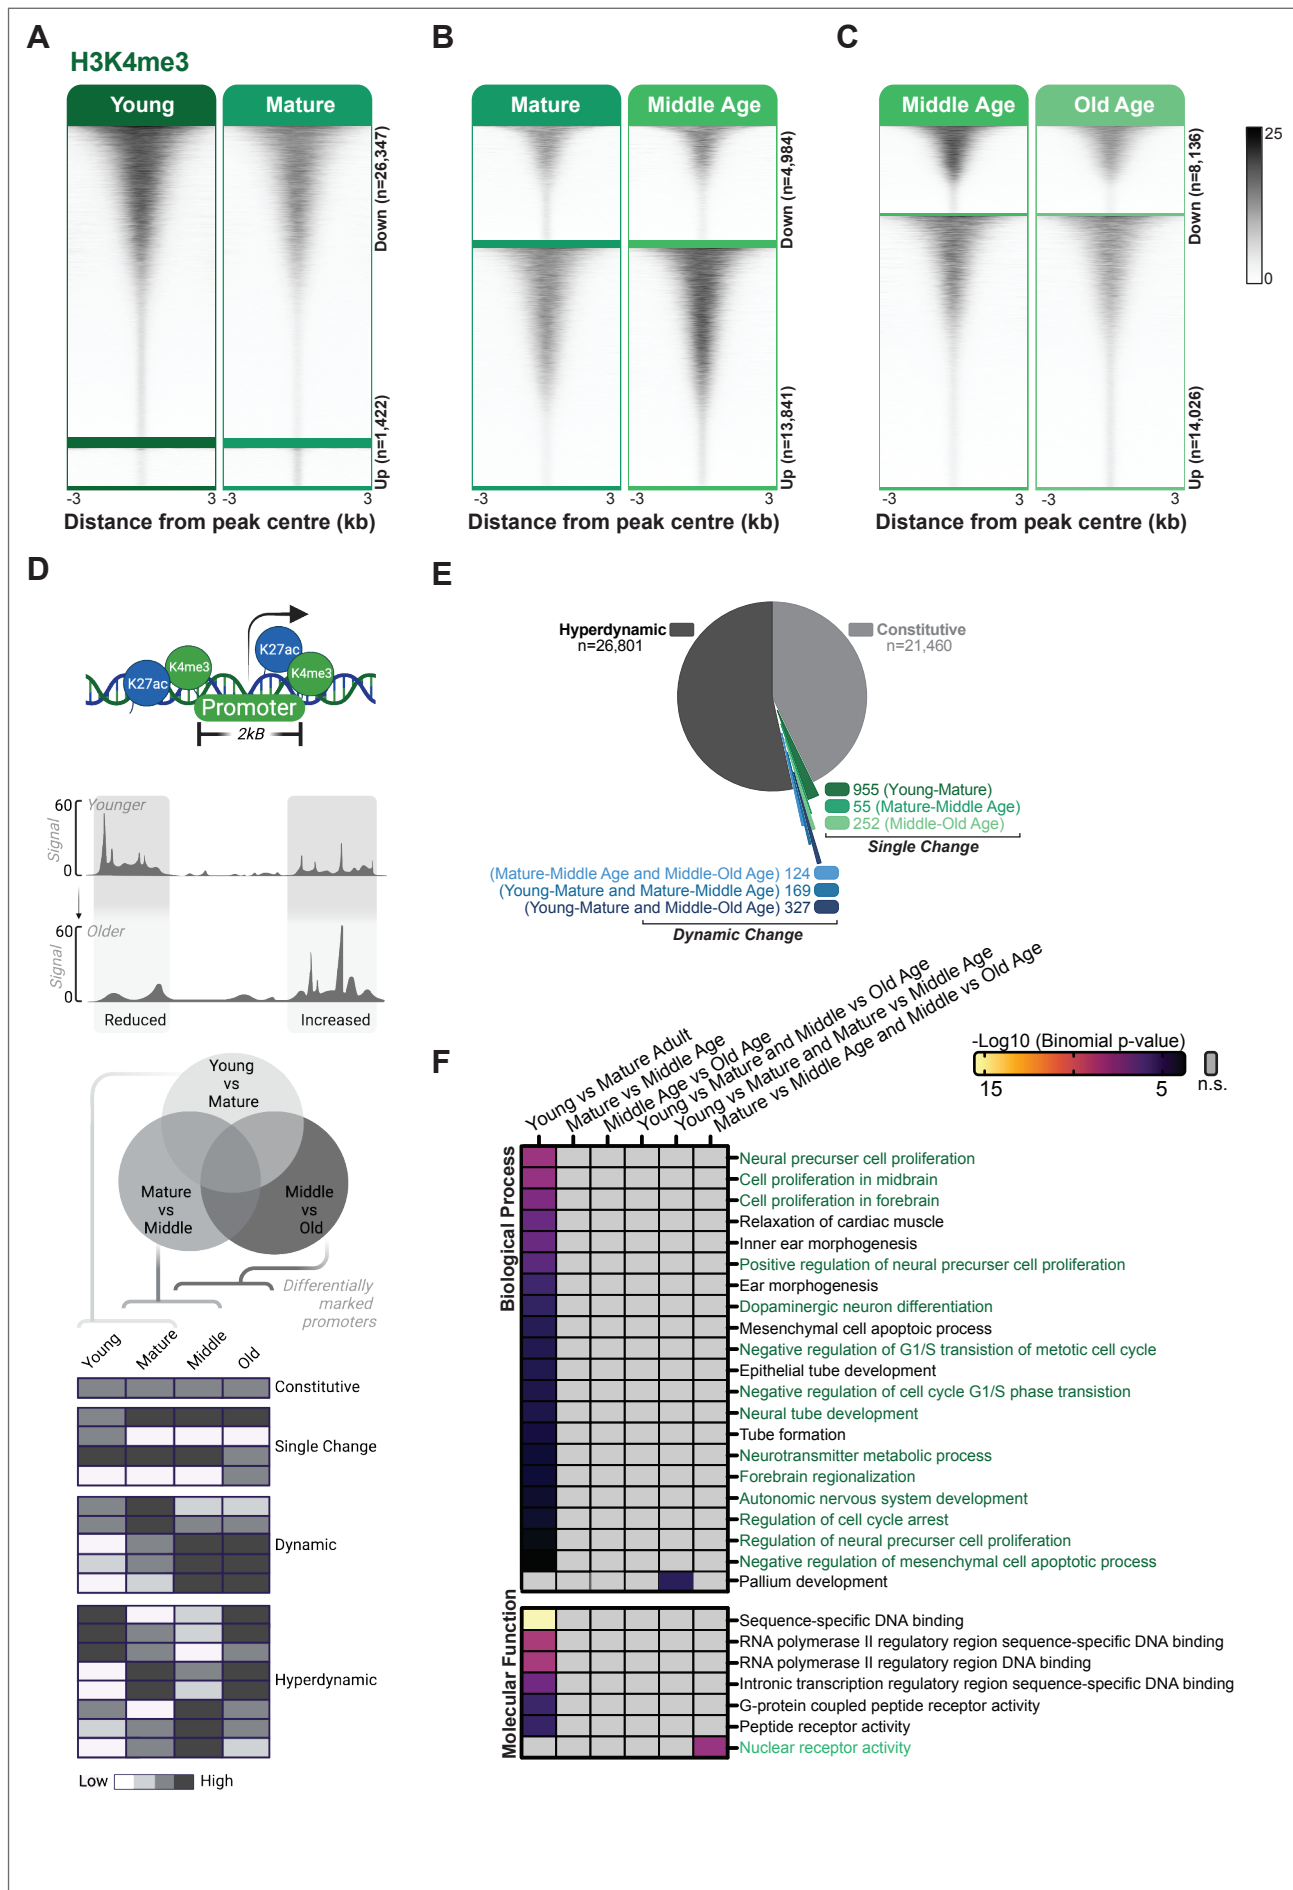 A
B
C
H3K4me3
Young
Mature
Down (n=26,347)
Up (n=1,422)
-3
3
-3
3
Distance from peak centre (kb)
Mature
Middle Age
Down (n=4,984)
Up (n=13,841)
-3
3
-3
3
Distance from peak centre (kb)
Middle Age
Old Age
Down (n=8,136)
Up (n=14,026)
-3
3
-3
3
Distance from peak centre (kb)
25
0
D
K27ac
K4me3
K27ac
K4me3
Promoter
2kB
60
Younger
Signal
0
60
Older
Signal
0
Reduced
Increased
Young
vs
Mature
Mature
vs
Middle
Middle
vs
Old
Differentially
marked
promoters
Young
Mature
Middle
Old
Constitutive
Single Change
Dynamic
Hyperdynamic
Low
High
E
Hyperdynamic
n=26,801
Constitutive
n=21,460
955 (Young-Mature)
55 (Mature-Middle Age)
252 (Middle-Old Age)
Single Change
(Mature-Middle Age and Middle-Old Age) 124
(Young-Mature and Mature-Middle Age) 169
(Young-Mature and Middle-Old Age) 327
Dynamic Change
F
Young vs Mature Adult
Mature vs Middle Age
Middle Age vs Old Age
Young vs Mature and Middle vs Old Age
Young vs Mature and Mature vs Middle Age
Mature vs Middle Age and Middle vs Old Age
-Log10 (Binomial p-value)
15
5
n.s.
Biological Process
Neural precurser cell proliferation
Cell proliferation in midbrain
Cell proliferation in forebrain
Relaxation of cardiac muscle
Inner ear morphogenesis
Positive regulation of neural precurser cell proliferation
Ear morphogenesis
Dopaminergic neuron differentiation
Mesenchymal cell apoptoic process
Negative regulation of G1/S transistion of metotic cell cycle
Epithelial tube development
Negative regulation of cell cycle G1/S phase transistion
Neural tube development
Tube formation
Neurotransmitter metabolic process
Forebrain regionalization
Autonomic nervous system development
Regulation of cell cycle arrest
Regulation of neural precurser cell proliferation
Negative regulation of mesenchymal cell apoptotic process
Pallium development
Molecular Function
Sequence-specific DNA binding
RNA polymerase II regulatory region sequence-specific DNA binding
RNA polymerase II regulatory region DNA binding
Intronic transcription regulatory region sequence-specific DNA binding
G-protein coupled peptide receptor activity
Peptide receptor activity
Nuclear receptor activity